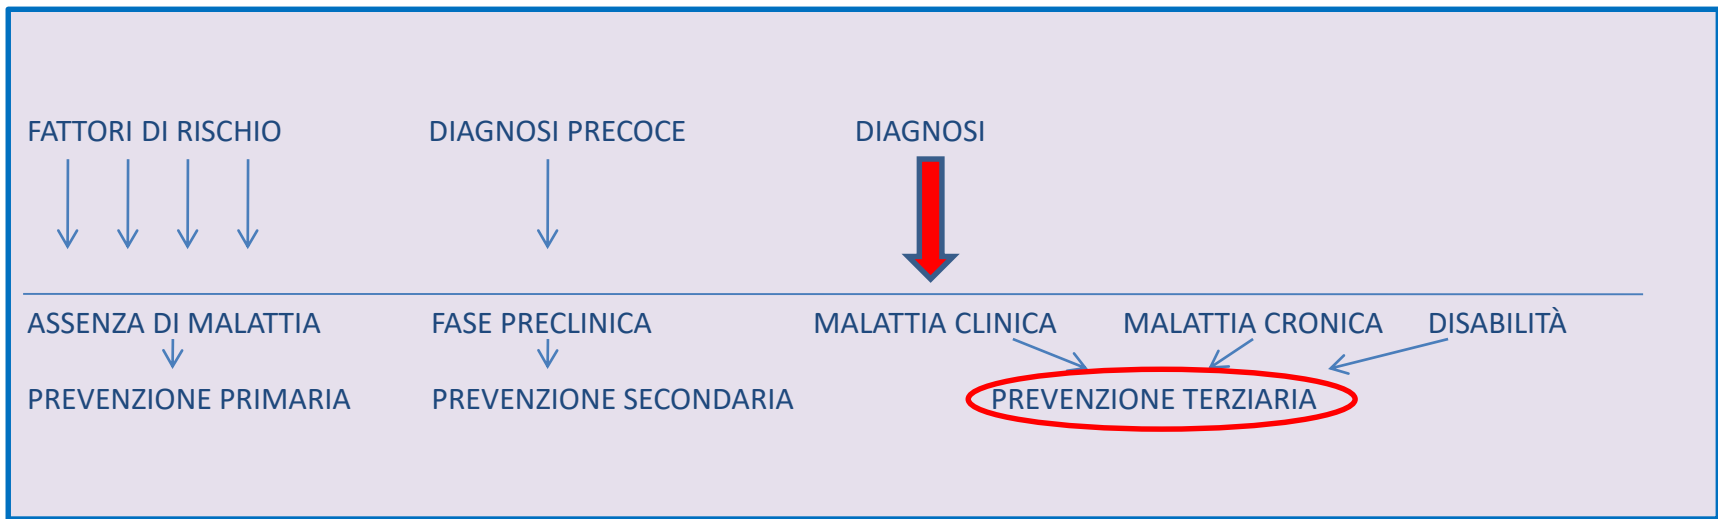 FATTORI DI RISCHIO DIAGNOSI PRECOCE DIAGNOSI
ASSENZA DI MALATTIA FASE PRECLINICA MALATTIA CLINICA MALATTIA CRONICA DISABILITÀ
PREVENZIONE PRIMARIA PREVENZIONE SECONDARIA PREVENZIONE TERZIARIA